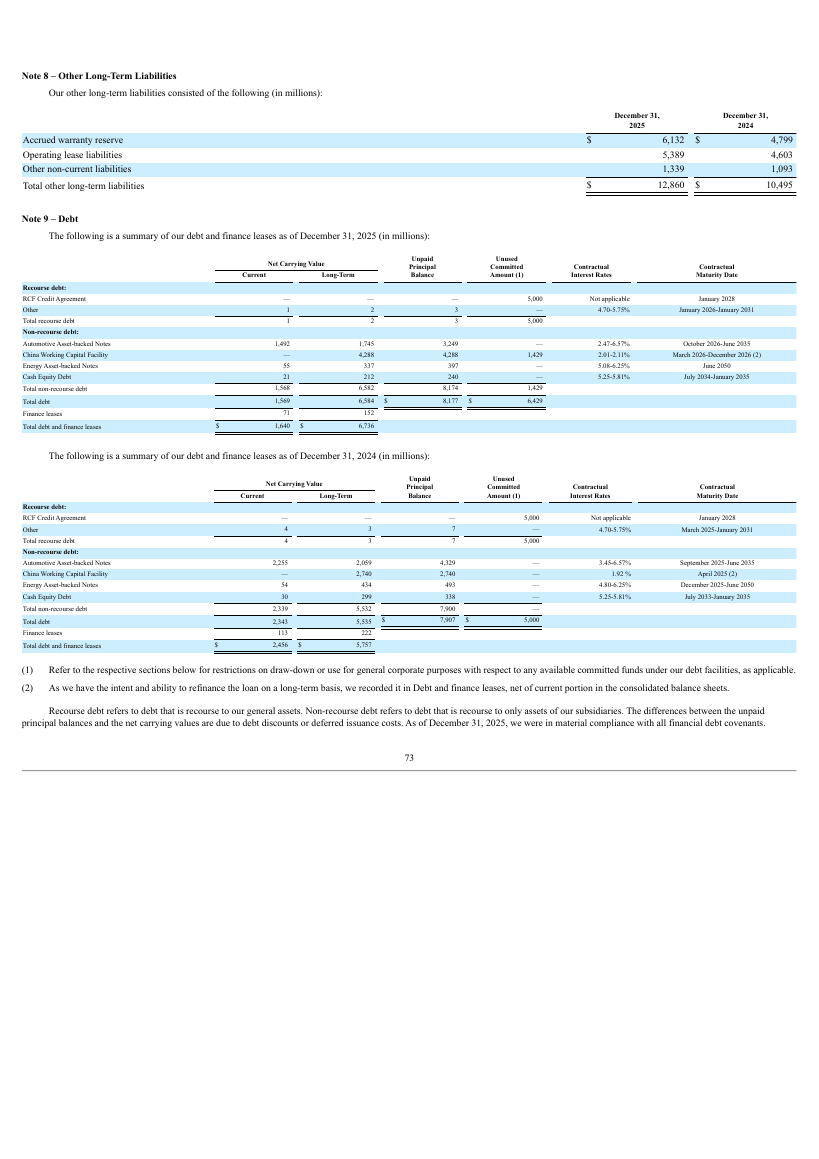 Note 8 – Other Long-Term Liabilities
Our other long-term liabilities consisted of the following (in millions):
December 31, 2025 December 31, 2024
Accrued warranty reserve $ 6,132 $ 4,799
Operating lease liabilities 5,389 4,603
Other non-current liabilities 1,339 1,093
Total other long-term liabilities $ 12,860 $ 10,495
Note 9 – Debt
The following is a summary of our debt and finance leases as of December 31, 2025 (in millions):
Net Carrying Value Unpaid Principal Balance Unused Committed Amount (1) Contractual Interest Rates Contractual Maturity Date
Current Long-Term
Recourse debt:
RCF Credit Agreement — — — 5,000 Not applicable January 2028
Other 1 2 3 — 4.70-5.75% January 2026-January 2031
Total recourse debt 1 2 3 5,000
Non-recourse debt:
Automotive Asset-backed Notes 1,492 1,745 3,249 — 2.47-6.57% October 2026-June 2035
China Working Capital Facility — 4,288 4,288 1,429 2.01-2.11% March 2026-December 2026 (2)
Energy Asset-backed Notes 55 337 397 — 5.08-6.25% June 2050
Cash Equity Debt 21 212 240 — 5.25-5.81% July 2034-January 2035
Total non-recourse debt 1,568 6,582 8,174 1,429
Total debt 1,569 6,584 $ 8,177 $ 6,429
Finance leases 71 152
Total debt and finance leases $ 1,640 $ 6,736
The following is a summary of our debt and finance leases as of December 31, 2024 (in millions):
Net Carrying Value Unpaid Principal Balance Unused Committed Amount (1) Contractual Interest Rates Contractual Maturity Date
Current Long-Term
Recourse debt:
RCF Credit Agreement — — — 5,000 Not applicable January 2028
Other 4 3 7 — 4.70-5.75% March 2025-January 2031
Total recourse debt 4 3 7 5,000
Non-recourse debt:
Automotive Asset-backed Notes 2,255 2,059 4,329 — 3.45-6.57% September 2025-June 2035
China Working Capital Facility — 2,740 2,740 — 1.92 % April 2025 (2)
Energy Asset-backed Notes 54 434 493 — 4.80-6.25% December 2025-June 2050
Cash Equity Debt 30 299 338 — 5.25-5.81% July 2033-January 2035
Total non-recourse debt 2,339 5,532 7,900 —
Total debt 2,343 5,535 $ 7,907 $ 5,000
Finance leases 113 222
Total debt and finance leases $ 2,456 $ 5,757
(1) Refer to the respective sections below for restrictions on draw-down or use for general corporate purposes with respect to any available committed funds under our debt facilities, as applicable.
(2) As we have the intent and ability to refinance the loan on a long-term basis, we recorded it in Debt and finance leases, net of current portion in the consolidated balance sheets.
Recourse debt refers to debt that is recourse to our general assets. Non-recourse debt refers to debt that is recourse to only assets of our subsidiaries. The differences between the unpaid
principal balances and the net carrying values are due to debt discounts or deferred issuance costs. As of December 31, 2025, we were in material compliance with all financial debt covenants.
73